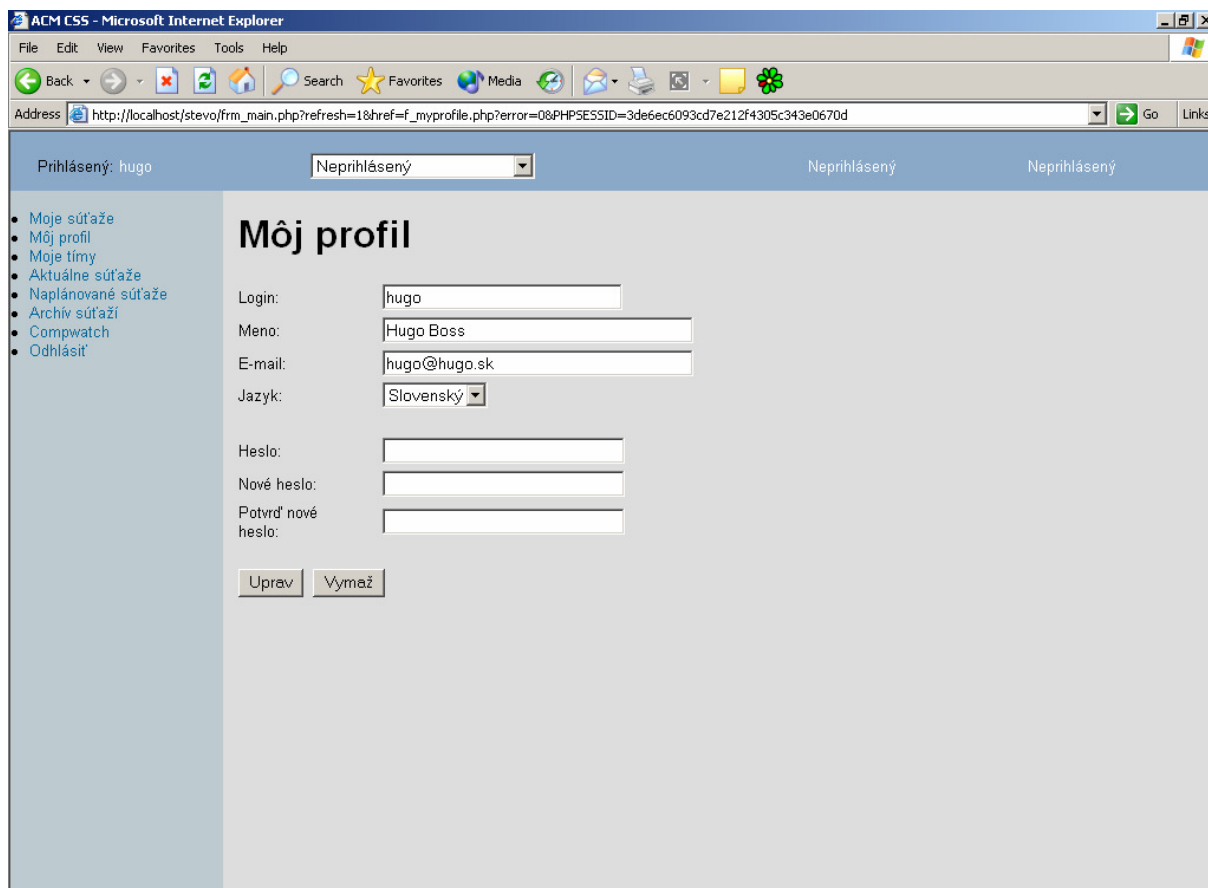 ACM CSS - Microsoft Internet Explorer
File Edit View Favorites Tools Help
Back Search Favorites Media
Address http://localhost/stevo/frm_main.php?refresh=1&href=f_myprofile.php?error=0&PHPSESSID=3de6ec6093cd7e212f4305c343e0670d Go Links
Prihlásený: hugo Neprihlásený Neprihlásený Neprihlásený
Moje súťaže
Môj profil
Moje tímy
Aktuálne súťaže
Naplánované súťaže
Archív súťaží
Compwatch
Odhlásiť
Môj profil
Login: hugo
Meno: Hugo Boss
E-mail: hugo@hugo.sk
Jazyk: Slovenský
Heslo:
Nové heslo:
Potvrď nové
heslo:
Uprav Vymaž